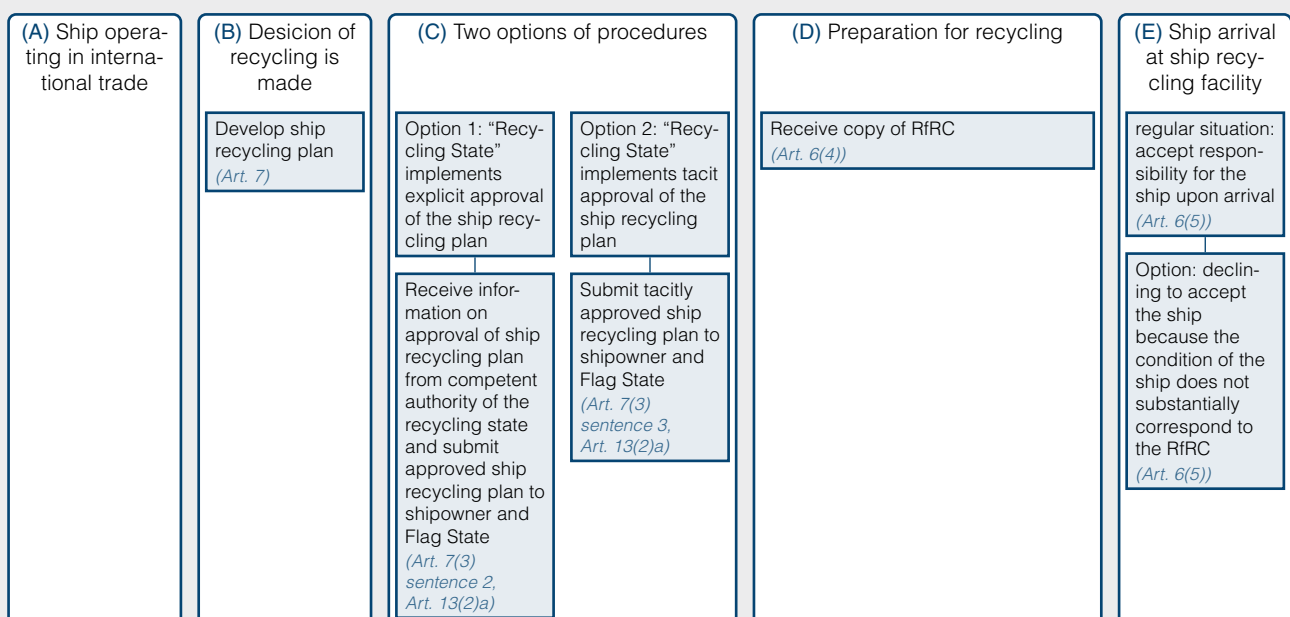 (A) Ship opera-
ting in interna-
tional trade
(B) Desicion of
recycling is
made
Develop ship
recycling plan
(Art. 7)
(C) Two options of procedures
Option 1: “Recy-
cling State”
implements
explicit approval
of the ship recy-
cling plan
Receive infor-
mation on
approval of ship
recycling plan
from competent
authority of the
recycling state
and submit
approved ship
recycling plan to
shipowner and
Flag State
(Art. 7(3)
sentence 2,
Art. 13(2)a)
Option 2: “Recy-
cling State”
implements tacit
approval of the
ship recycling
plan
Submit tacitly
approved ship
recycling plan to
shipowner and
Flag State
(Art. 7(3)
sentence 3,
Art. 13(2)a)
(D) Preparation for recycling
Receive copy of RfRC
(Art. 6(4))
(E) Ship arrival
at ship recy-
cling facility
regular situation:
accept respon-
sibility for the
ship upon arrival
(Art. 6(5))
Option: declin-
ing to accept
the ship
because the
condition of the
ship does not
substantially
correspond to
the RfRC
(Art. 6(5))